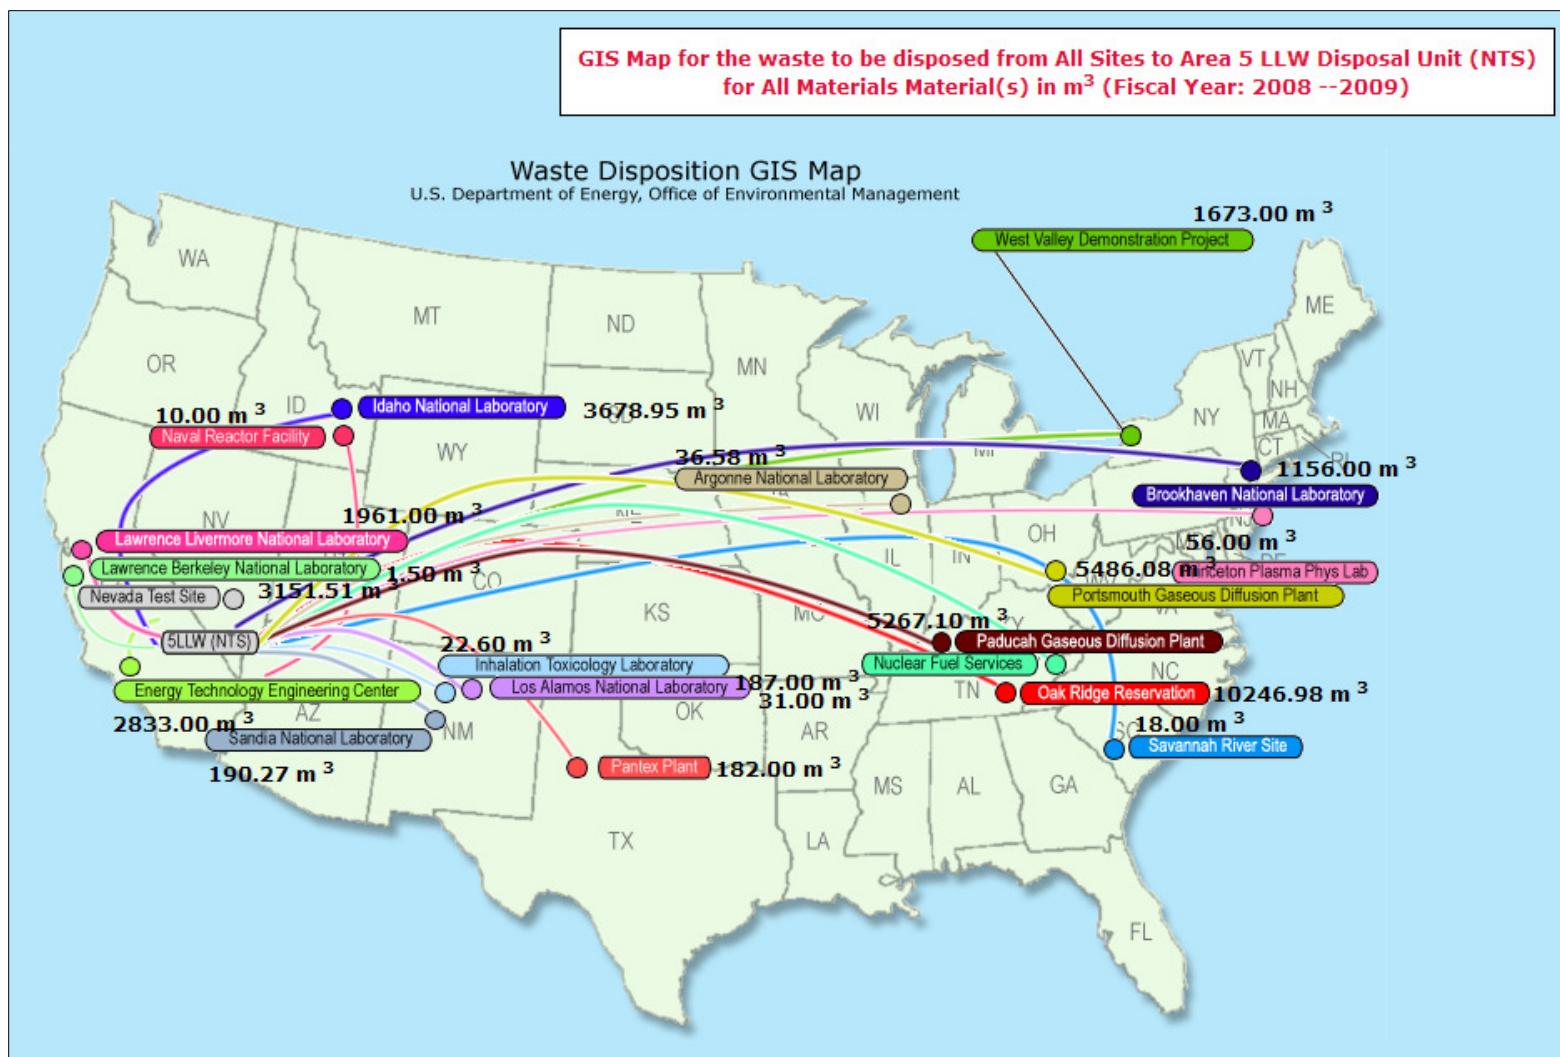 GIS Map for the waste to be disposed from All Sites to Area 5 LLW Disposal Unit (NTS)
for All Materials Material(s) in m³ (Fiscal Year: 2008 --2009)
Waste Disposition GIS Map
U.S. Department of Energy, Office of Environmental Management
1673.00 m ³
West Valley Demonstration Project
WA
MT
ND
MN
ME
OR
ID
VT
NH
WI
NY
MA
CT
RI
10.00 m ³
Idaho National Laboratory
3678.95 m ³
SD
Naval Reactor Facility
WY
MI
36.58 m ³
Argonne National Laboratory
1156.00 m ³
Brookhaven National Laboratory
NV
1961.00 m ³
NE
NJ
OH
Lawrence Livermore National Laboratory
56.00 m ³
IL
IN
DE
Lawrence Berkeley National Laboratory
1.50 m ³
CO
5486.08 m ³
Princeton Plasma Phys Lab
Nevada Test Site
3151.51 m ³
Portsmouth Gaseous Diffusion Plant
KS
MO
VA
5267.10 m ³
KY
5LLW (NTS)
22.60 m ³
Paducah Gaseous Diffusion Plant
Inhalation Toxicology Laboratory
Nuclear Fuel Services
NC
Energy Technology Engineering Center
Los Alamos National Laboratory
187.00 m ³
31.00 m ³
TN
Oak Ridge Reservation
10246.98 m ³
2833.00 m ³
AZ
OK
AR
SC
18.00 m ³
Sandia National Laboratory
NM
Savannah River Site
190.27 m ³
Pantex Plant
182.00 m ³
MS
AL
GA
TX
LA
FL